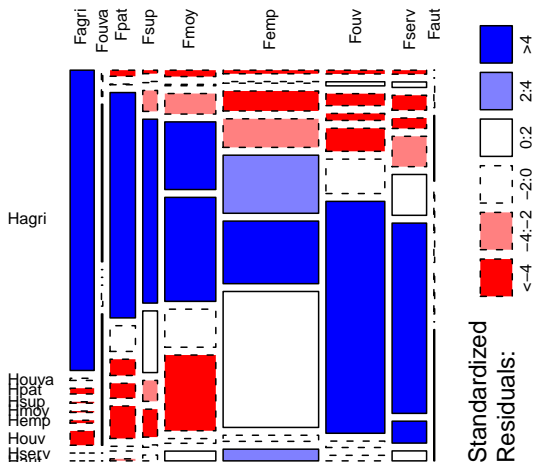 Fagri
Fouva
Fpat
Fsup
Fmoy
Femp
Fouv
Fserv
Faut
Hagri
Houva
Hpat
Hsup
Hmoy
Hemp
Houv
Hserv
Standardized
Residuals:
<−4
−4:−2
−2:0
0:2
2:4
>4